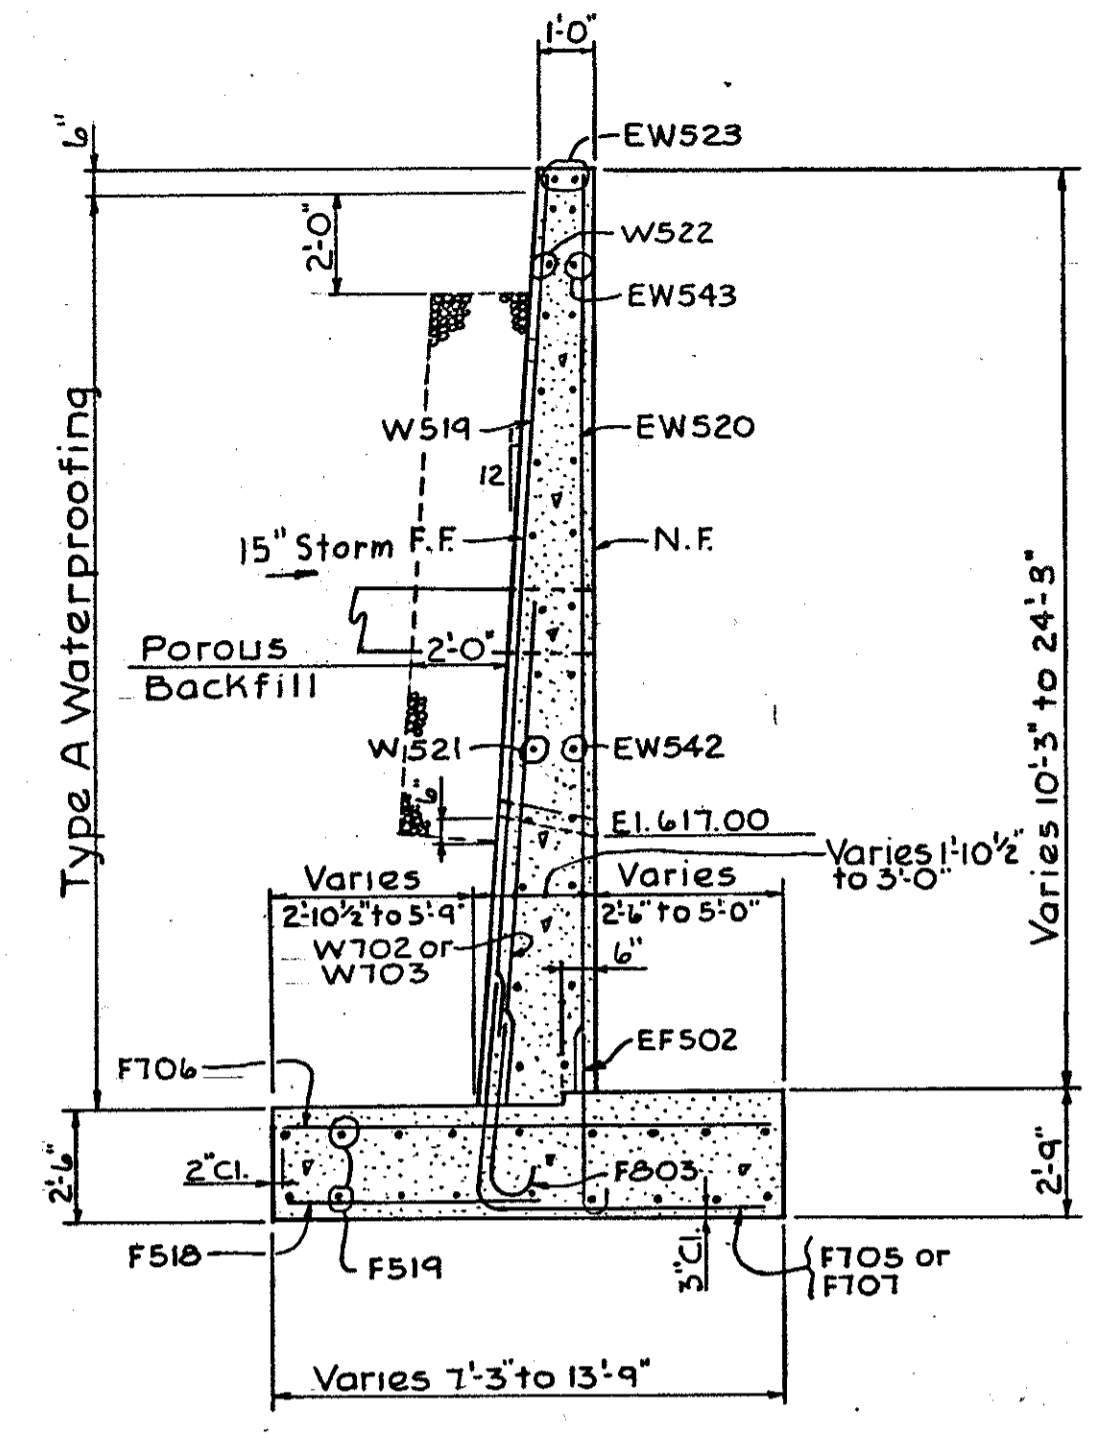 1'-0"
EW523
6"
2'-0"
W522
EW543
W519
EW520
12
15" Storm
F.F.
N.F.
Type A Waterproofing
Varies 10'-3" to 24'-8"
Porous
Backfill
2'-0"
W521
EW542
6"
El. 617.00
Varies 1'-10½"
to 3'-0"
Varies
2'-10½" to 5'-9"
Varies
2'-6" to 5'-0"
W702 or
W703
6"
EF502
F706
2'-6"
2" Cl.
F803
2'-9"
F518
F519
3" Cl.
F705 or
F707
Varies 7'-3" to 13'-9"